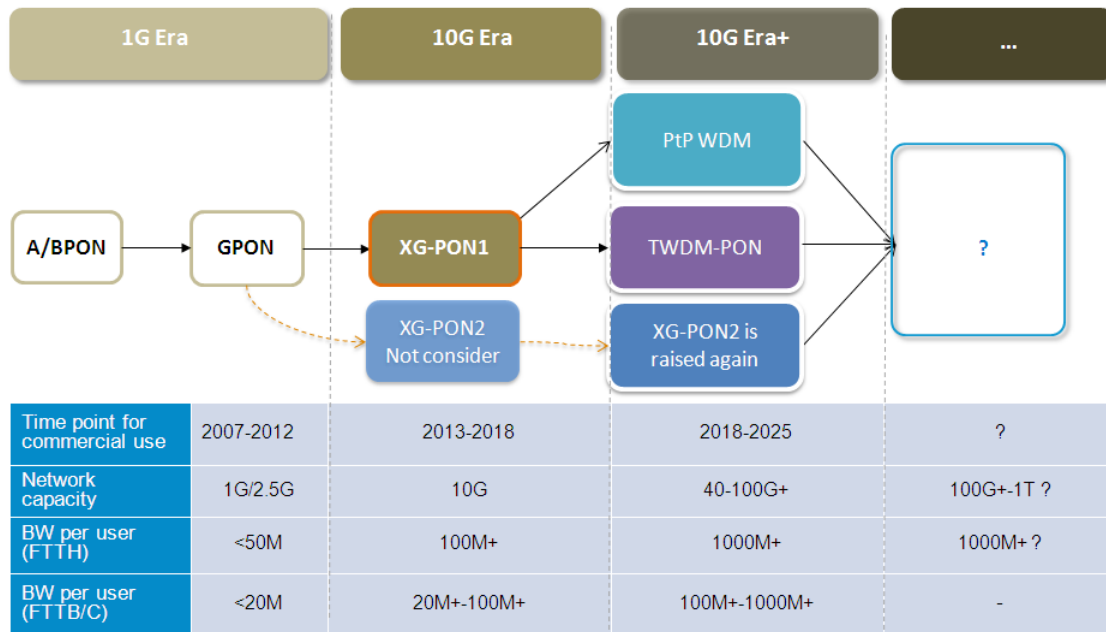 1G Era
10G Era
10G Era+
...
PtP WDM
A/BPON
GPON
XG-PON1
TWDM-PON
?
XG-PON2
Not consider
XG-PON2 is
raised again
Time point for
commercial use
2007-2012
2013-2018
2018-2025
?
Network
capacity
1G/2.5G
10G
40-100G+
100G+-1T ?
BW per user
(FTTH)
<50M
100M+
1000M+
1000M+ ?
BW per user
(FTTB/C)
<20M
20M+-100M+
100M+-1000M+
-